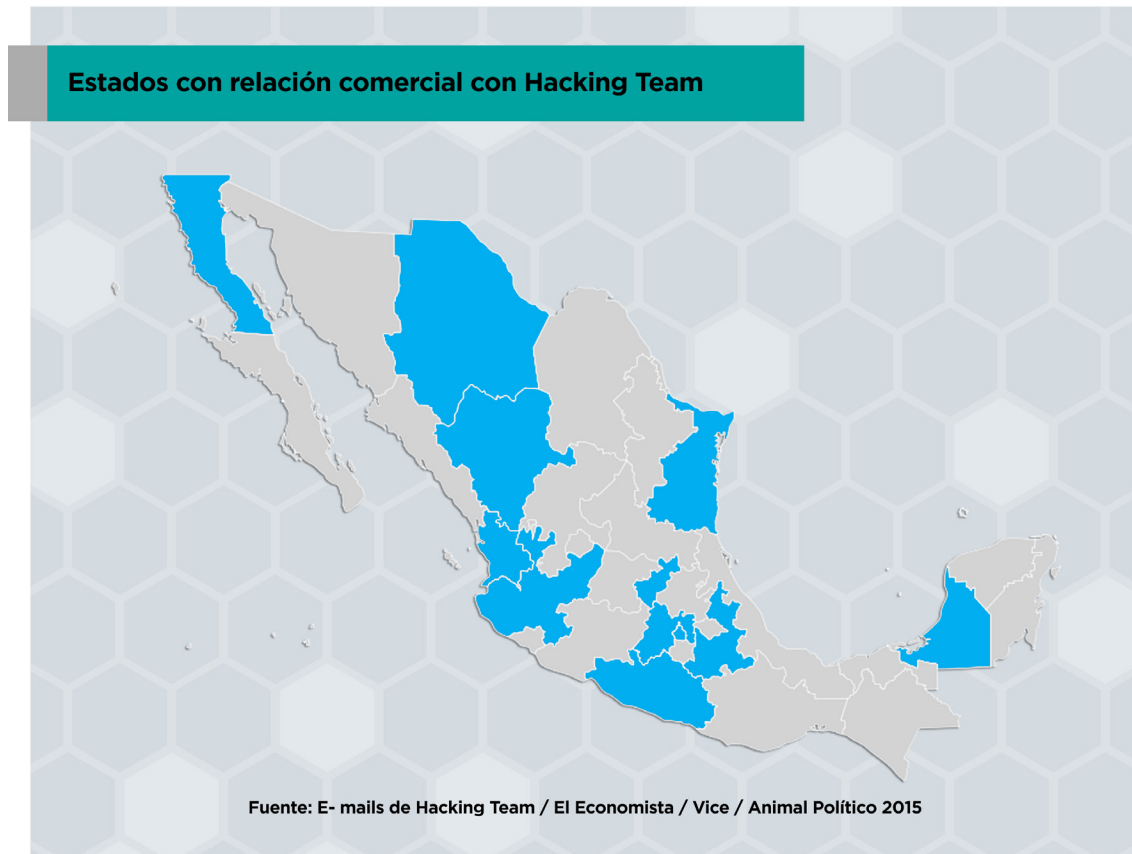 Estados con relación comercial con Hacking Team
Fuente: E- mails de Hacking Team / El Economista / Vice / Animal Político 2015